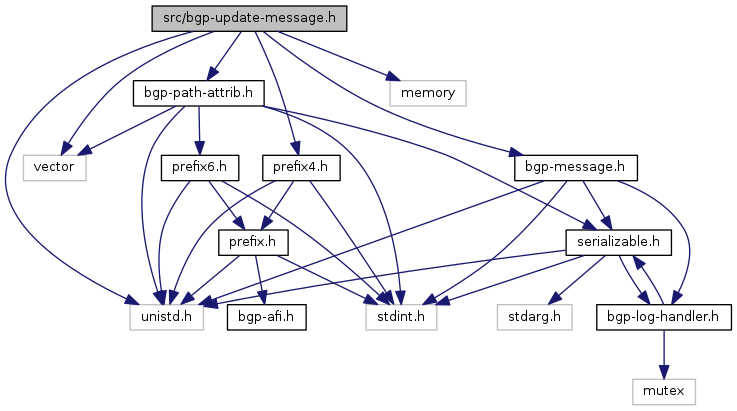 src/bgp-update-message.h
bgp-path-attrib.h
memory
vector
prefix6.h
prefix4.h
bgp-message.h
prefix.h
serializable.h
unistd.h
bgp-afi.h
stdint.h
stdarg.h
bgp-log-handler.h
mutex